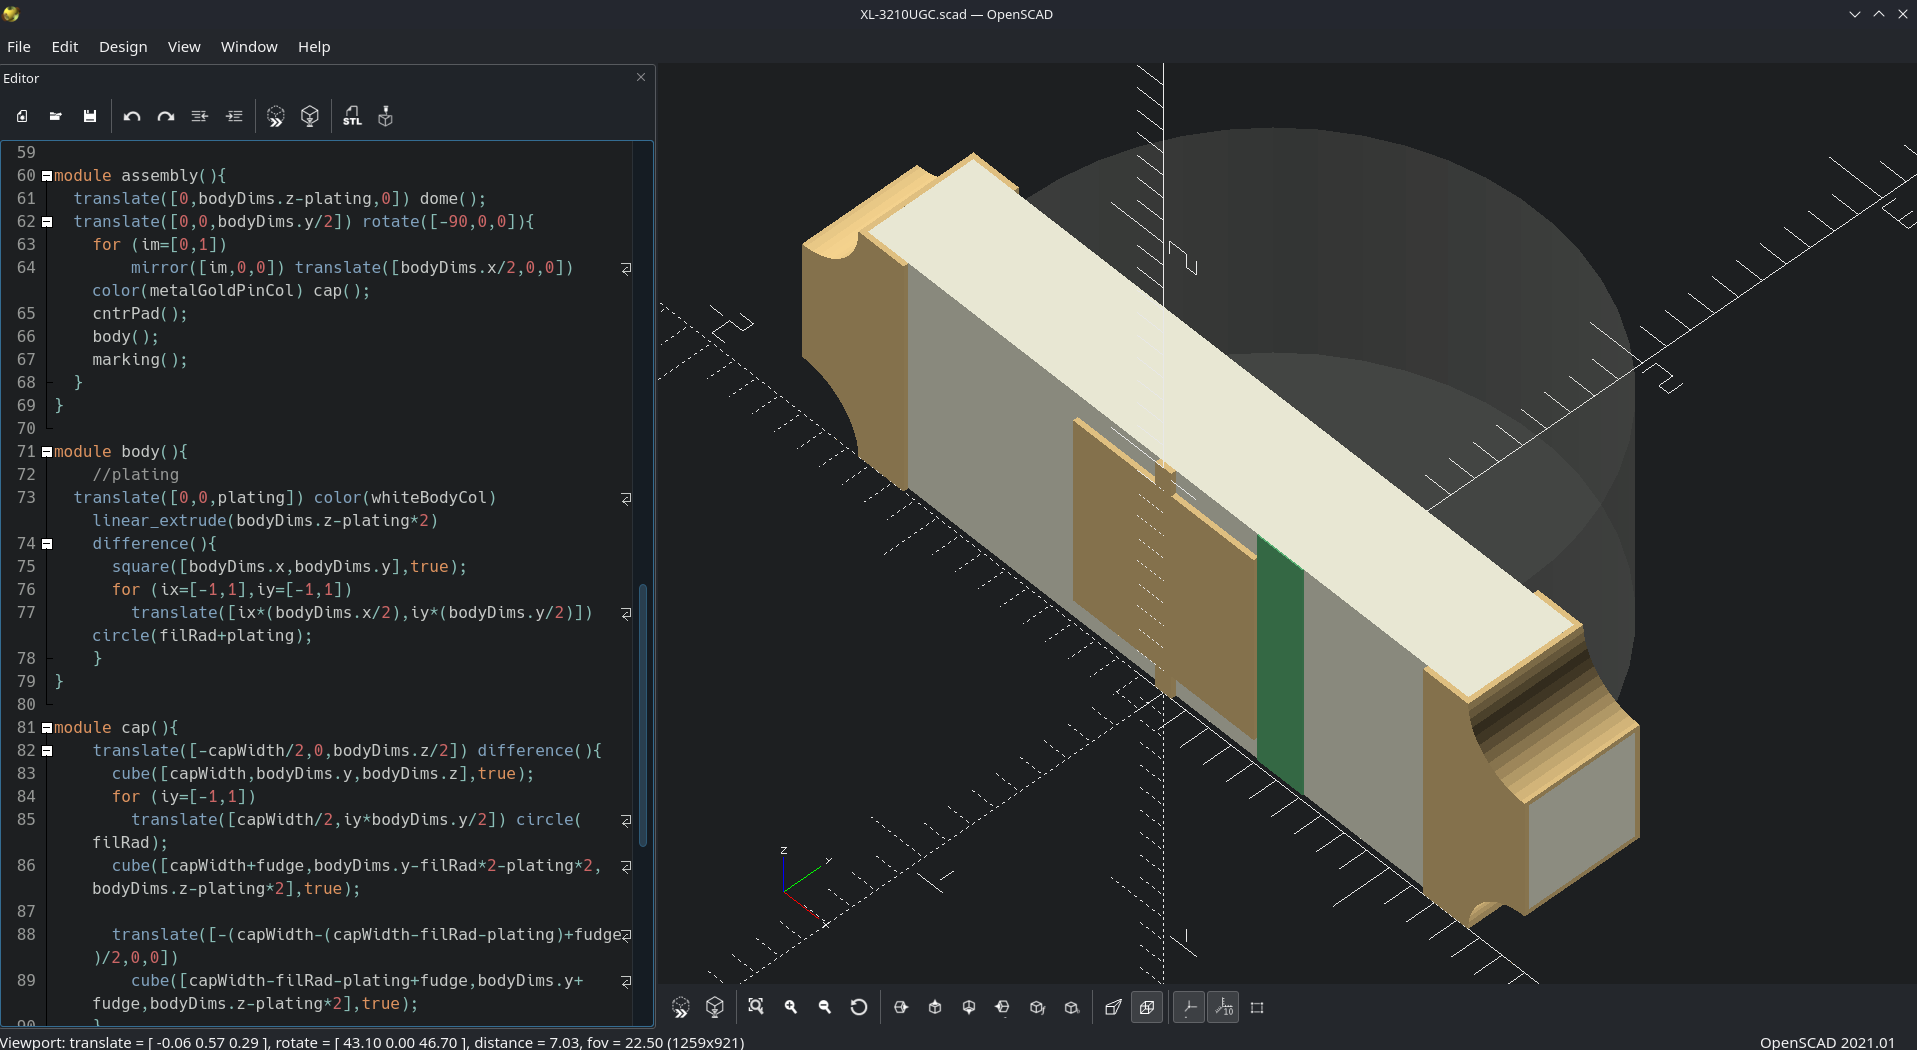 XL-3210UGC.scad — OpenSCAD
File Edit Design View Window Help
Editor
STL
59
60 module assembly(){
61 translate([0,bodyDims.z-plating,0]) dome();
62 translate([0,0,bodyDims.y/2]) rotate([-90,0,0]){
63 for (im=[0,1])
64 mirror([im,0,0]) translate([bodyDims.x/2,0,0])
color(metalGoldPinCol) cap();
65 cntrPad();
66 body();
67 marking();
68 }
69 }
70
71 module body(){
72 //plating
73 translate([0,0,plating]) color(whiteBodyCol)
linear_extrude(bodyDims.z-plating*2)
74 difference(){
75 square([bodyDims.x,bodyDims.y],true);
76 for (ix=[-1,1],iy=[-1,1])
77 translate([ix*(bodyDims.x/2),iy*(bodyDims.y/2)])
circle(filRad+plating);
78 }
79 }
80
81 module cap(){
82 translate([-capWidth/2,0,bodyDims.z/2]) difference(){
83 cube([capWidth,bodyDims.y,bodyDims.z],true);
84 for (iy=[-1,1])
85 translate([capWidth/2,iy*bodyDims.y/2]) circle(
filRad);
86 cube([capWidth+fudge,bodyDims.y-filRad*2-plating*2,
bodyDims.z-plating*2],true);
87
88 translate([-(capWidth-(capWidth-filRad-plating)+fudge
)/2,0,0])
89 cube([capWidth-filRad-plating+fudge,bodyDims.y+
fudge,bodyDims.z-plating*2],true);
90 }
z
y
x
1
1
1
2
2
10
Viewport: translate = [ -0.06 0.57 0.29 ], rotate = [ 43.10 0.00 46.70 ], distance = 7.03, fov = 22.50 (1259x921)
OpenSCAD 2021.01